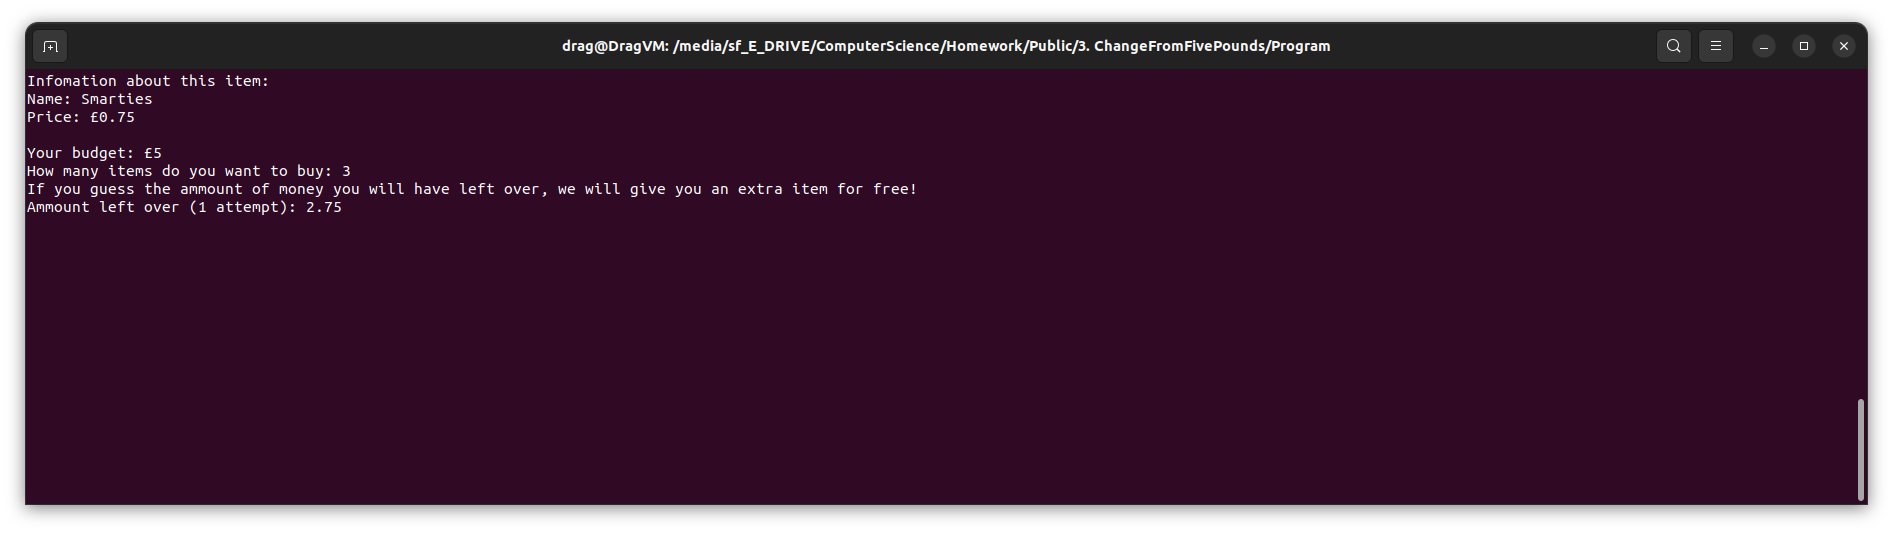 drag@DragVM: /media/sf_E_DRIVE/ComputerScience/Homework/Public/3. ChangeFromFivePounds/Program
Infomation about this item:
Name: Smarties
Price: £0.75
Your budget: £5
How many items do you want to buy: 3
If you guess the ammount of money you will have left over, we will give you an extra item for free!
Ammount left over (1 attempt): 2.75